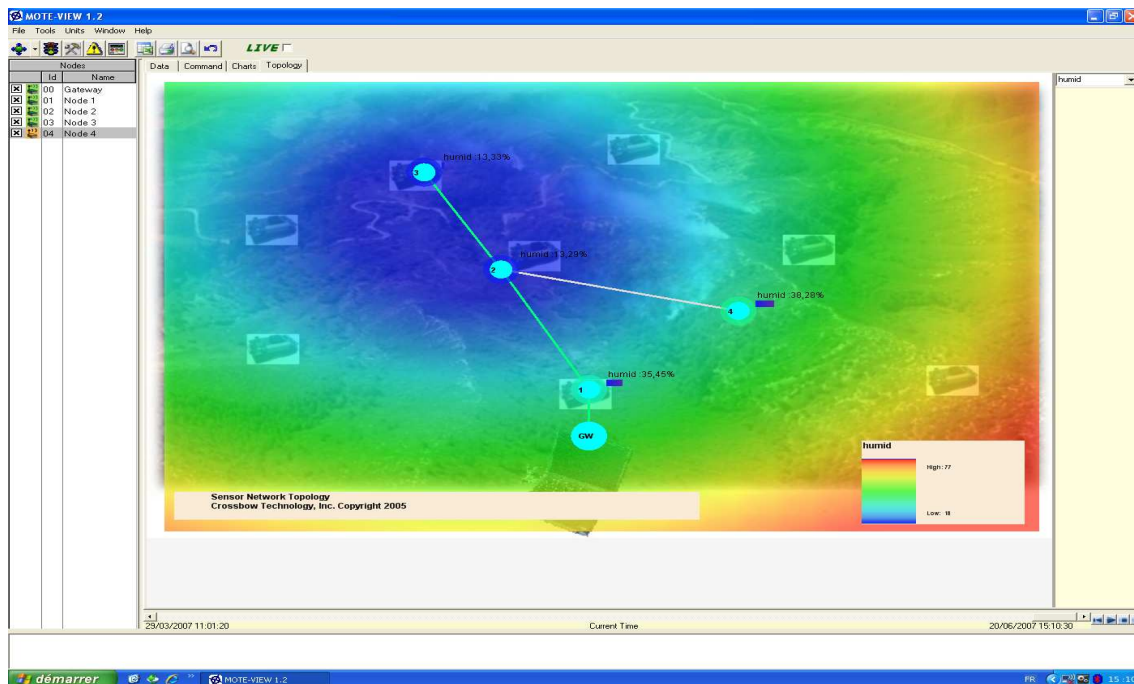 MOTE-VIEW 1.2
File Tools Units Window Help
LIVE
Nodes
Id Name
00 Gateway
01 Node 1
02 Node 2
03 Node 3
04 Node 4
Data Command Charts Topology
humid
humid :13,33%
3
humid :13,29%
2
humid :38,28%
4
humid :35,45%
1
GW
humid
High: 77
Low: 18
Sensor Network Topology
Crossbow Technology, Inc. Copyright 2005
29/03/2007 11:01:20 Current Time 20/06/2007 15:10:30
démarrer MOTE-VIEW 1.2 FR 15:10